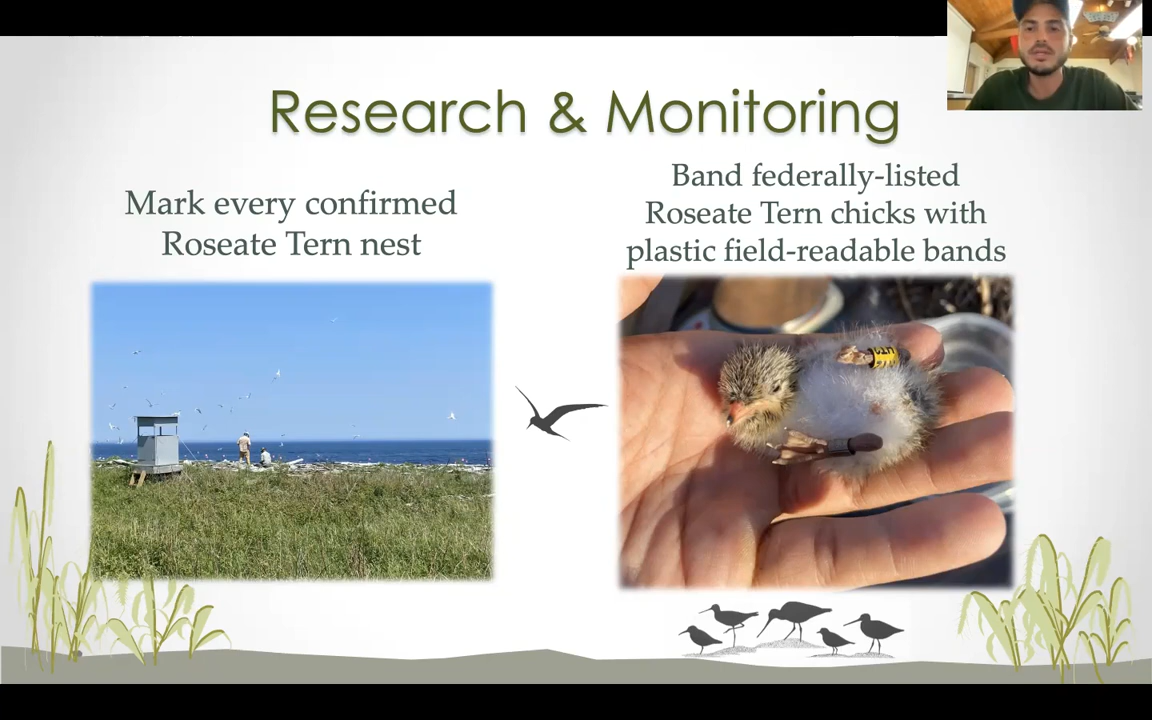 Research & Monitoring
Mark every confirmed
Roseate Tern nest
Band federally-listed
Roseate Tern chicks with
plastic field-readable bands